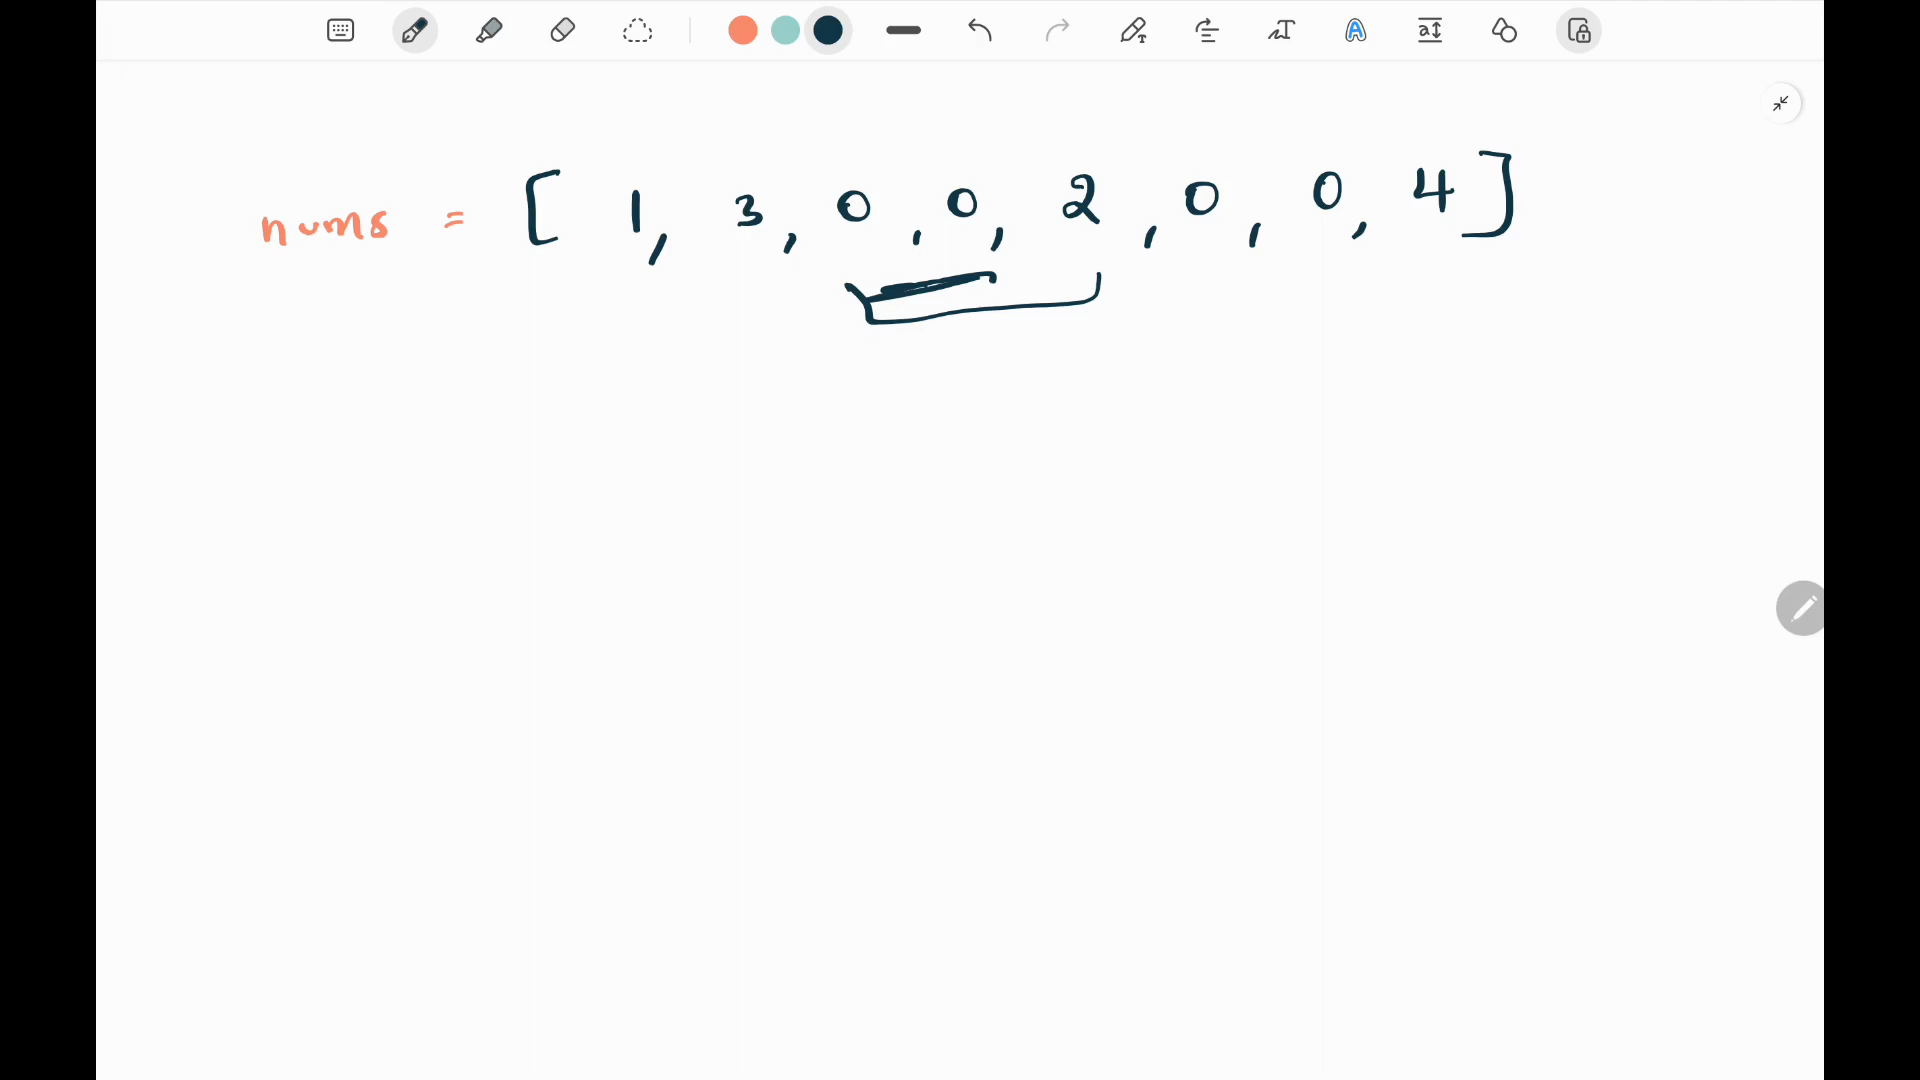 nums = [ 1, 3, 0, 0, 2, 0, 0, 4 ]